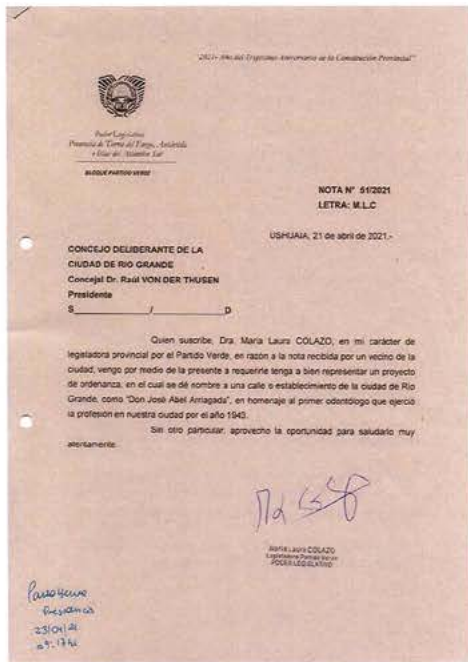 "2021- Año del Trigésimo Aniversario de la Constitución Provincial"
Poder Legislativo
Provincia de Tierra del Fuego, Antártida
e Islas del Atlántico Sur
BLOQUE PARTIDO VERDE
NOTA N° 51/2021
LETRA: M.L.C
USHUAIA, 21 de abril de 2021.-
CONCEJO DELIBERANTE DE LA
CIUDAD DE RIO GRANDE
Concejal Dr. Raúl VON DER THUSEN
Presidente
S________/________D
Quien suscribe, Dra. María Laura COLAZO, en mi carácter de
legisladora provincial por el Partido Verde, en razón a la nota recibida por un vecino de la
ciudad, vengo por medio de la presente a requerirle tenga a bien representar un proyecto
de ordenanza, en el cual se dé nombre a una calle o establecimiento de la ciudad de Río
Grande, como "Don José Abel Arriagada", en homenaje al primer odontólogo que ejerció
la profesión en nuestra ciudad por el año 1943.
Sin otro particular, aprovecho la oportunidad para saludarlo muy
atentamente.
María Laura COLAZO
Legisladora Partido Verde
PODER LEGISLATIVO
23/04/21